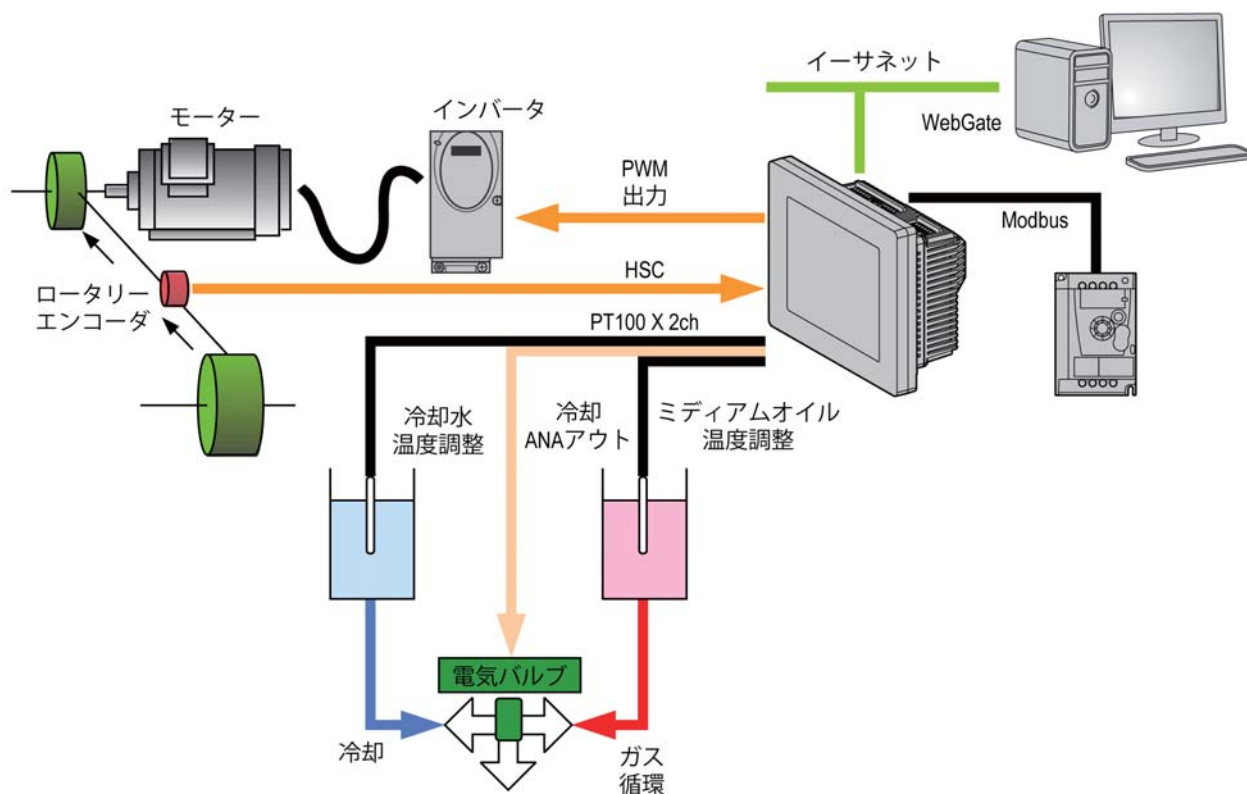 イーサネット
WebGate
モーター
インバータ
PWM
出力
Modbus
HSC
ロータリー
エンコーダ
PT100 X 2ch
冷却水
温度調整
冷却
ANAアウト
ミディアムオイル
温度調整
電気バルブ
冷却
ガス
循環